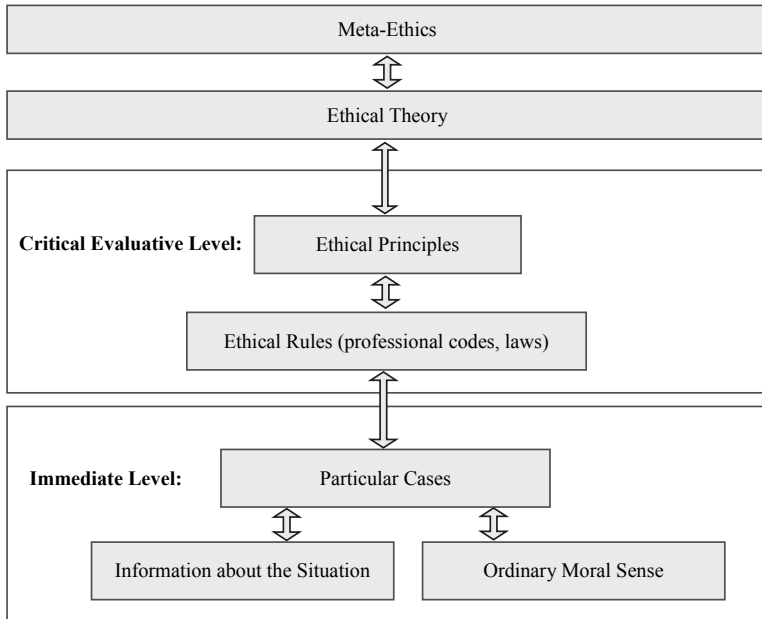 Meta-Ethics
Ethical Theory
Critical Evaluative Level:
Ethical Principles
Ethical Rules (professional codes, laws)
Immediate Level:
Particular Cases
Information about the Situation
Ordinary Moral Sense